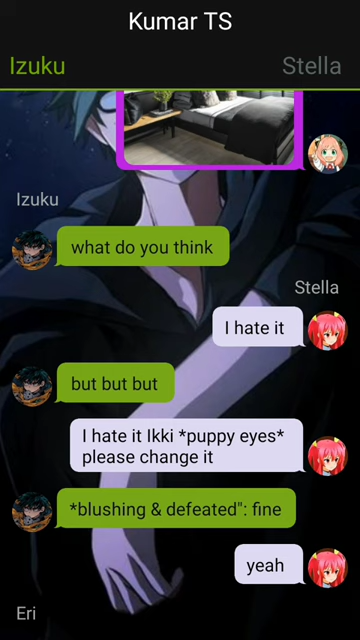 Kumar TS
Izuku
Stella
Izuku
what do you think
Stella
I hate it
but but but
I hate it Ikki *puppy eyes*
please change it
*blushing & defeated": fine
yeah
Eri